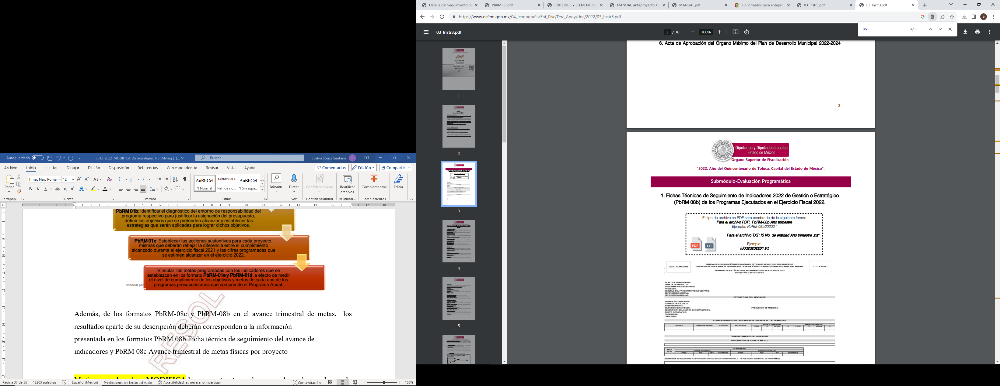 Autoguardado
17312_2022_MODIFICA_Zinacantepec_PBRMyreq (1)...
Buscar
Evelyn Souza Santana
ES
Archivo Inicio Insertar Dibujar Diseño Disposición Referencias Correspondencia Revisar Vista Ayuda
Comentarios Edición Compartir
Pegar
Times New Roma 12
N K S ab x₂ x²
AaBbCcI AaBbCcDdEe AaBbCcI
¶ Normal Ref. de no... ¶ Sin espa...
Edición
Dictar
Confidencialidad
Reutilizar archivos
Complementos
Editor
Portapap... Fuente Párrafo Estilos Voz Confidencialidad Reutilizar... Complementos
PbRM 01b: Identificar el diagnóstico del entorno de responsabilidad del
programa respectivo para justificar la asignación del presupuesto,
definir los objetivos que se pretenden alcanzar y establecer las
estrategias que serán aplicadas para lograr dichos objetivos.
PbRM 01c: Establecer las acciones sustantivas para cada proyecto,
mismas que deberán reflejar la diferencia entre el cumplimiento
alcanzado durante el ejercicio fiscal 2021 y las cifras programadas que
se estimen alcanzar en el ejercicio 2022.
Vincular las metas programadas con los indicadores que se
establezcan en los formato PbRM-01e y PbRM-01d, a efecto de medir
el nivel de cumplimiento de los objetivos y metas de cada uno de los
programas presupuestarios que comprende el Programa Anual.
Manual par
RESOL
Además, de los formatos PbRM-08c y PbRM-08b en el avance trimestral de metas, los
resultados aparte de su descripción deberán corresponden a la información
presentada en los formatos PbRM 08b Ficha técnica de seguimiento del avance de
indicadores y PbRM 08c Avance trimestral de metas físicas por proyecto
MODIFICA
Página 37 de 56 12205 palabras Español (México) Predicciones de texto: activado Accesibilidad: es necesario investigar Concentración 150%
Detalle del Seguimiento de
PBRM (3).pdf
CRITERIOS Y ELEMENTOS
MANUAL_anteproyecto_G
MANUAL.pdf
10 Formatos para antepro
03_Instr3.pdf
03_Instr3.pdf
https://www.osfem.gob.mx/04_Iconografia/Ent_Fisc/Doc_Apoy/doc/2022/03_Instr3.pdf
03_Instr3.pdf
3 / 18
100%
8b
4/11
OSFEM
INSTRUCTIVO
MÓDULO
3
1
2
3
4
5
6. Acta de Aprobación del Órgano Máximo del Plan de Desarrollo Municipal 2022-2024
2
Diputadas y Diputados Locales
Estado de México
Órgano Superior de Fiscalización
“2022. Año del Quincentenario de Toluca, Capital del Estado de México”.
Submódulo-Evaluación Programática
1. Fichas Técnicas de Seguimiento de Indicadores 2022 de Gestión o Estratégico
(PbRM 08b) de los Programas Ejecutados en el Ejercicio Fiscal 2022.
El tipo de archivo en PDF será nombrado de la siguiente forma:
Para el archivo PDF: PbRM-08b Año trimestre
Ejemplo: PbRM-08b202201
Para el archivo TXT: IS No. de entidad Año trimestre .txt"
Ejemplo:
IS0023202201.txt
PDF
TXT
LOGO H. AYUNTAMIENTO
LOGO ORGANISMO
SISTEMA DE COORDINACIÓN HACENDARIA DEL ESTADO DE MÉXICO CON SUS MUNICIPIOS
GUIA METODOLÓGICA PARA EL SEGUIMIENTO Y EVALUACIÓN DEL PLAN DE DESARROLLO MUNICIPAL VIGENTE
PbRM-08b FICHA TÉCNICA DE SEGUIMIENTO DE INDICADORES 2022
DE GESTIÓN O ESTRATEGICO
PILAR / EJE TRANSVERSAL:
TEMA DE DESARROLLO:
PROGRAMA PRESUPUESTARIO:
PROYECTO:
OBJETIVO DEL PROGRAMA PRESUPUESTARIO:
DEPENDENCIA GENERAL:
DEPENDENCIA AUXILIAR:
ESTRUCTURA DEL INDICADOR
NOMBRE DEL INDICADOR:
FÓRMULA DE CÁLCULO:
INTERPRETACIÓN:
DIMENSIÓN QUE ATIENDE: FRECUENCIA DE MEDICIÓN:
DESCRIPCIÓN DEL FACTOR DE COMPARACIÓN:
ÁMBITO GEOGRÁFICO:
COBERTURA:
LINEA BASE:
COMPORTAMIENTO DE LAS VARIABLES DURANTE EL "X" TRIMESTRE
VARIABLE UNIDAD DE MEDIDA OPERACIÓN META ANUAL AVANCE TRIMESTRAL AVANCE ACUMULADO
PROG. % ALCAN. % PROG. % ALCAN. %
COMPORTAMIENTO DEL INDICADOR
DESCRIPCIÓN DE LA META ANUAL:
META ANUAL "X" TRIMESTRE
AVANCE TRIMESTRAL AVANCE ACUMULADO
PROG ALC EF% SEMÁFORO PROG ALC EF% SEMÁFORO
DESCRIPCIÓN DE RESULTADOS Y JUSTIFICACIÓN EN CASO DE VARIACIÓN SUPERIOR A +- 10 POR CIENTO RESPECTO A LO PROGRAMADO